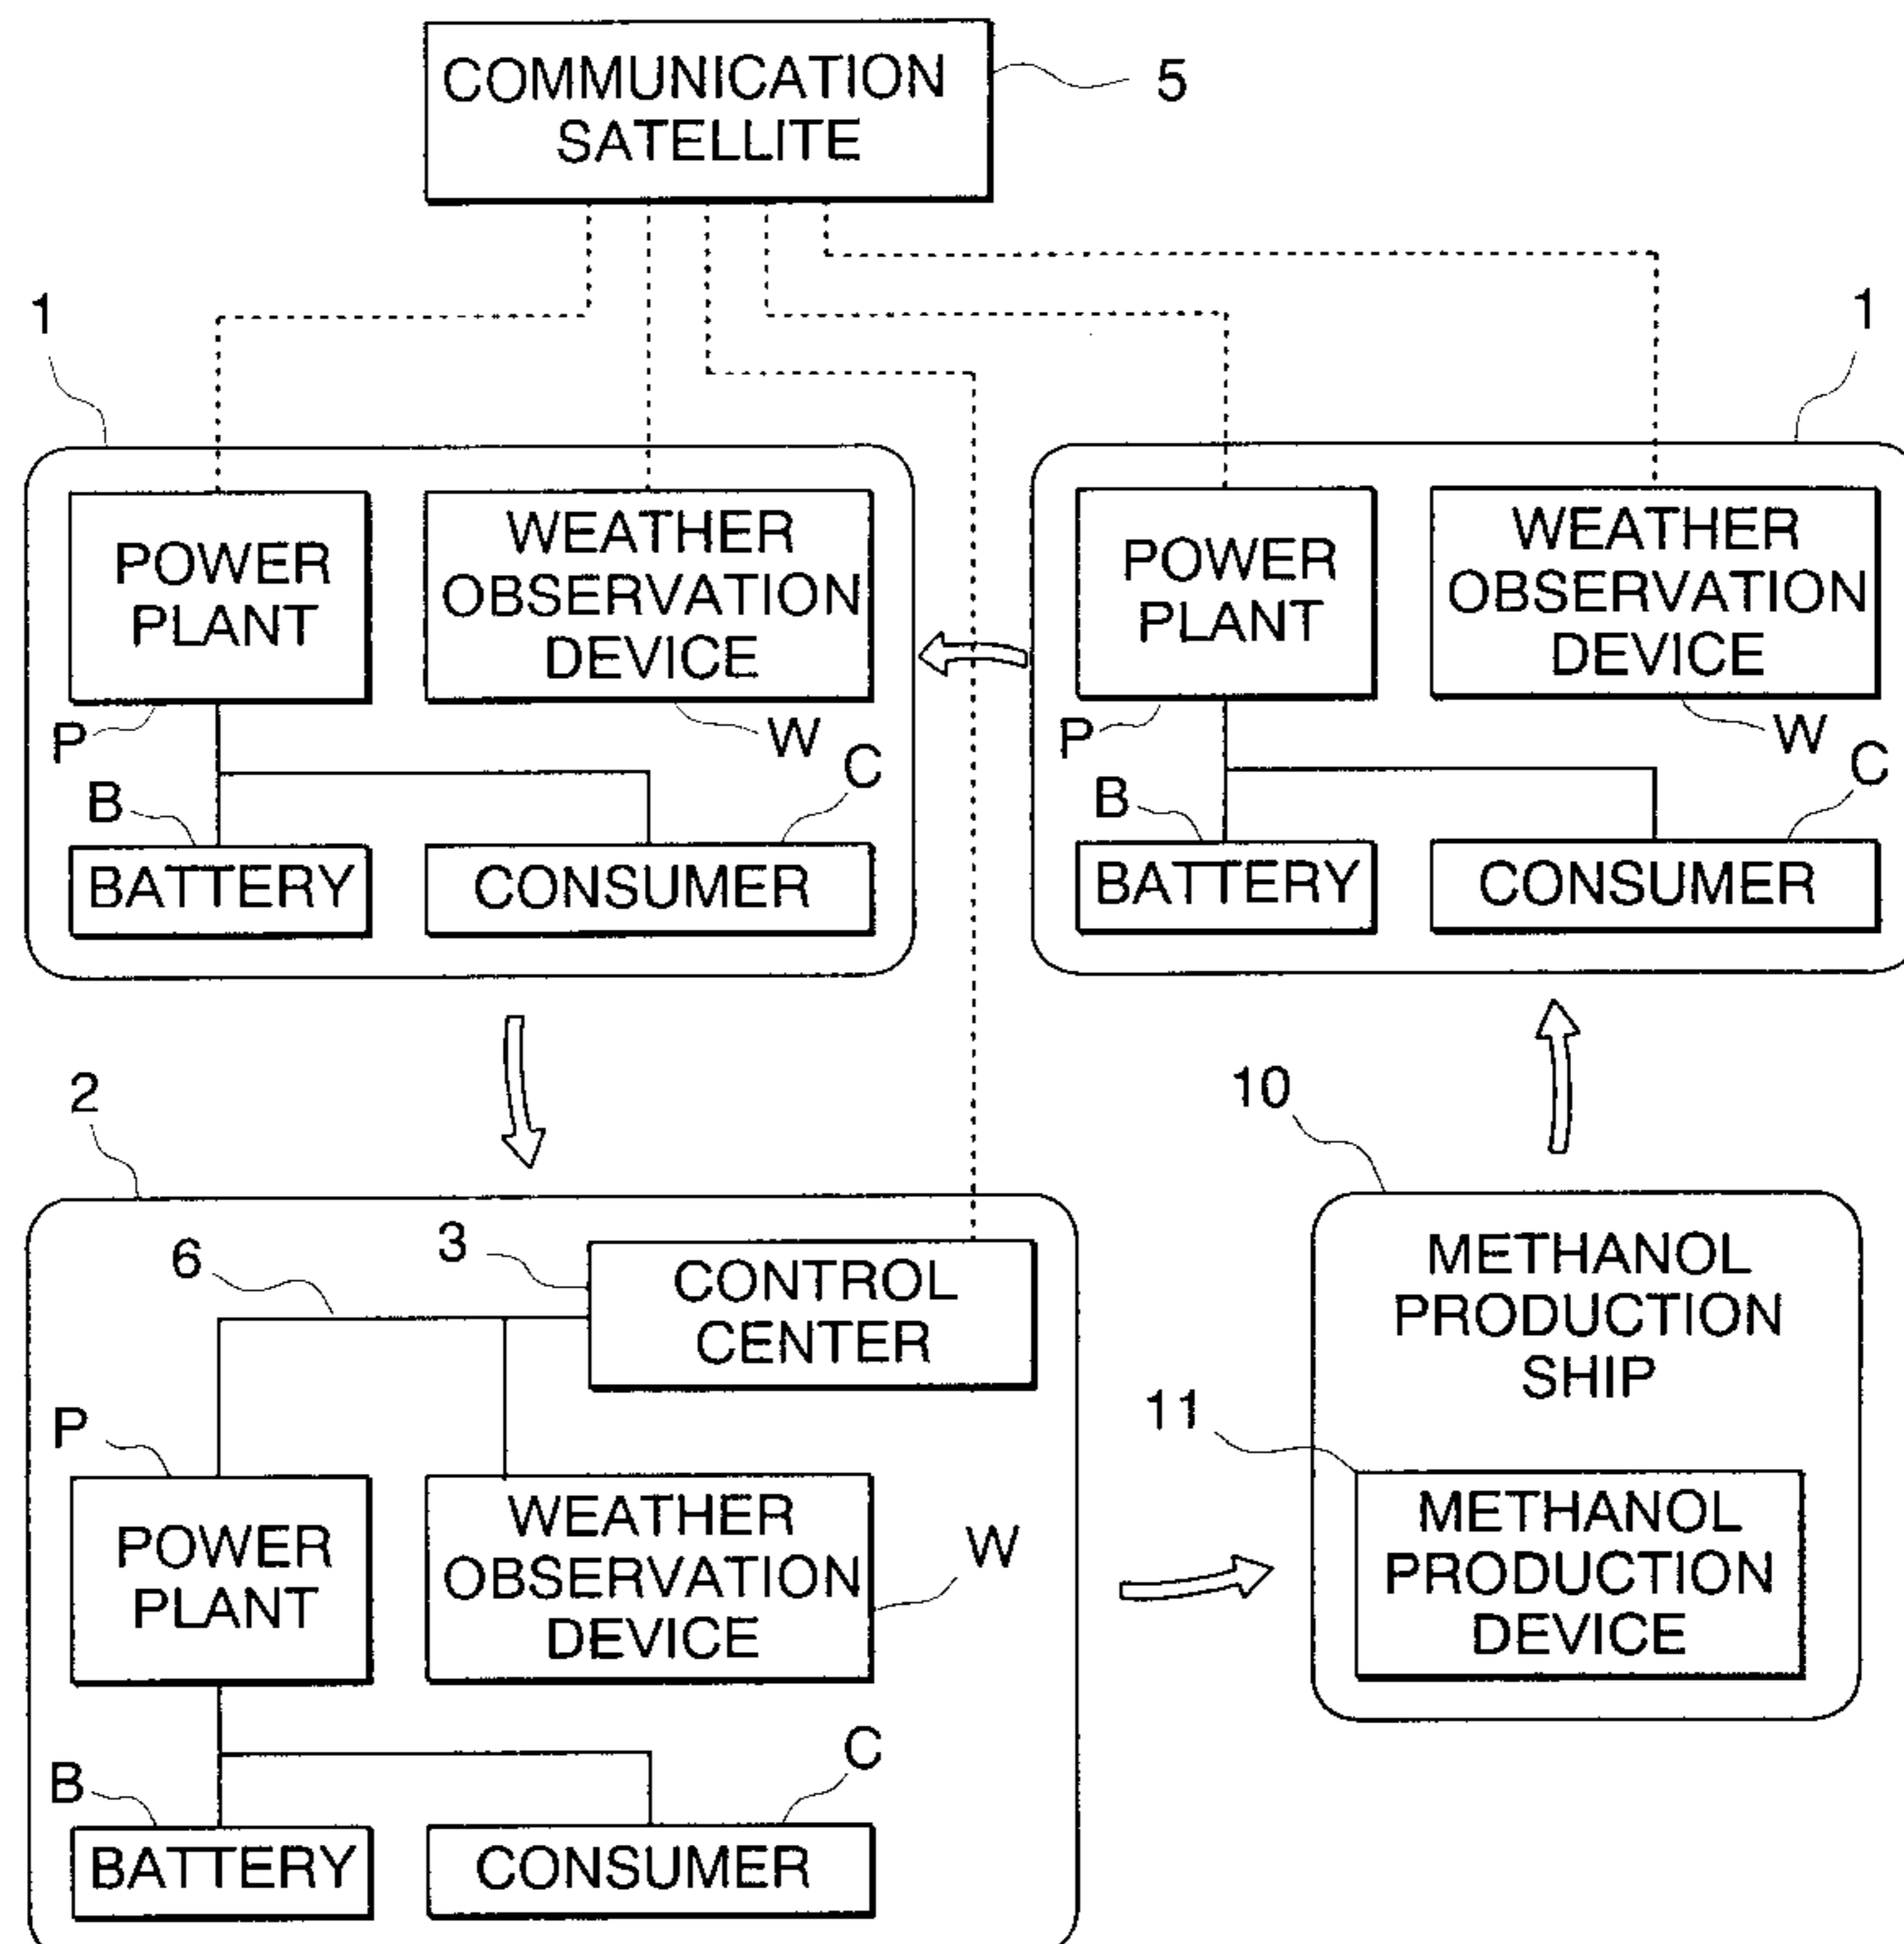 COMMUNICATION
SATELLITE
5
1
1
POWER
PLANT
WEATHER
OBSERVATION
DEVICE
P
W
B
C
BATTERY
CONSUMER
POWER
PLANT
WEATHER
OBSERVATION
DEVICE
P
W
B
C
BATTERY
CONSUMER
2
6
3
CONTROL
CENTER
P
POWER
PLANT
WEATHER
OBSERVATION
DEVICE
W
B
C
BATTERY
CONSUMER
10
METHANOL
PRODUCTION
SHIP
11
METHANOL
PRODUCTION
DEVICE